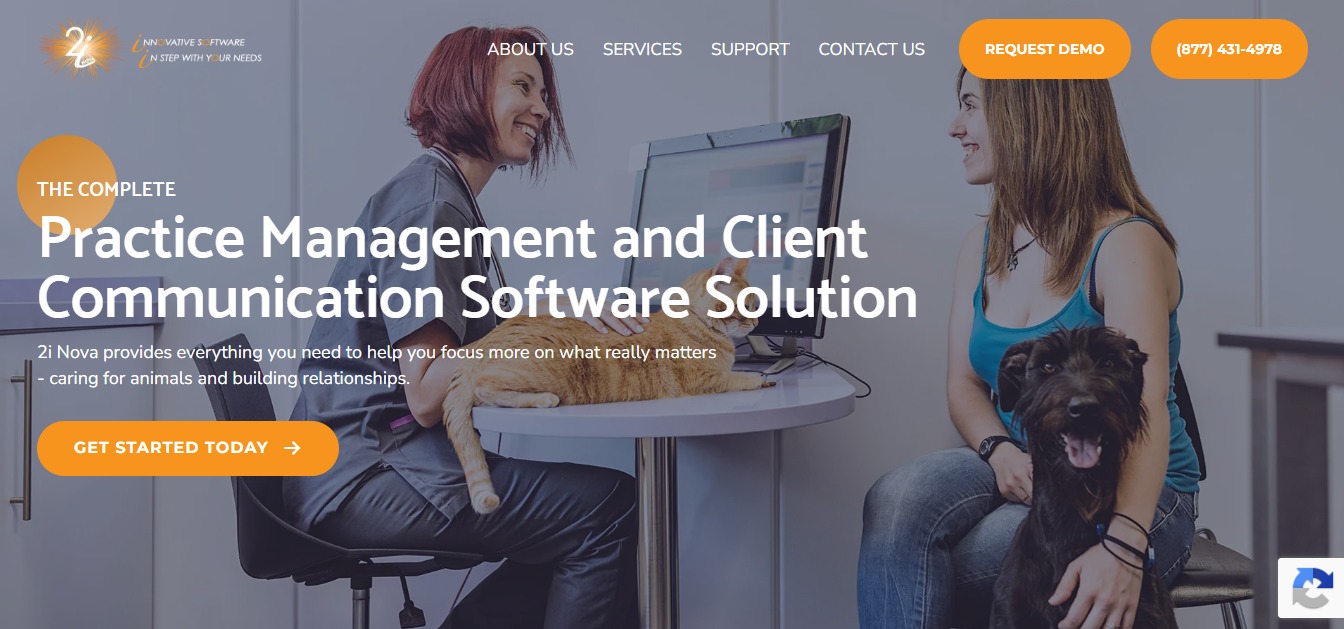 2i
INNOVATIVE SOFTWARE
IN STEP WITH YOUR NEEDS
ABOUT US
SERVICES
SUPPORT
CONTACT US
REQUEST DEMO
(877) 431-4978
THE COMPLETE
Practice Management and Client
Communication Software Solution
2i Nova provides everything you need to help you focus more on what really matters
- caring for animals and building relationships.
GET STARTED TODAY →